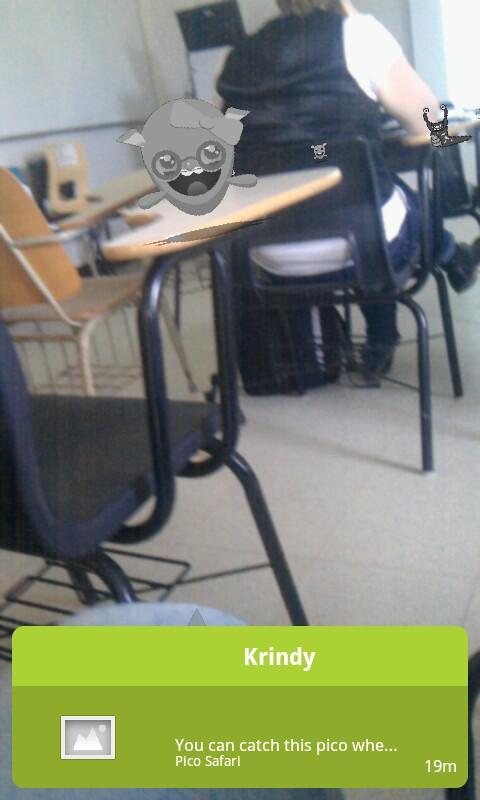 Krindy
You can catch this pico whe...
Pico Safari
19m